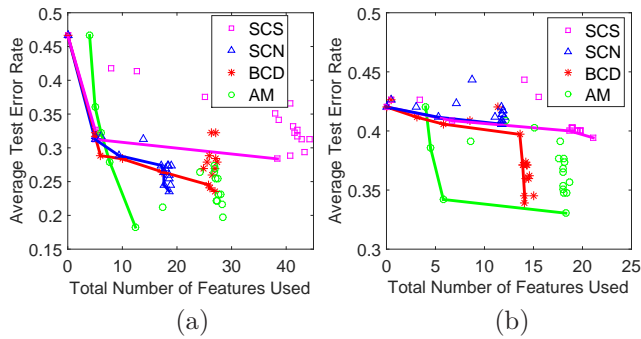 0.5
0.45
0.4
0.35
0.3
0.25
0.2
0.15
Average Test Error Rate
0 10 20 30 40
Total Number of Features Used
SCS
SCN
BCD
AM
(a)
0.5
0.45
0.4
0.35
0.3
Average Test Error Rate
0 5 10 15 20 25
Total Number of Features Used
SCS
SCN
BCD
AM
(b)